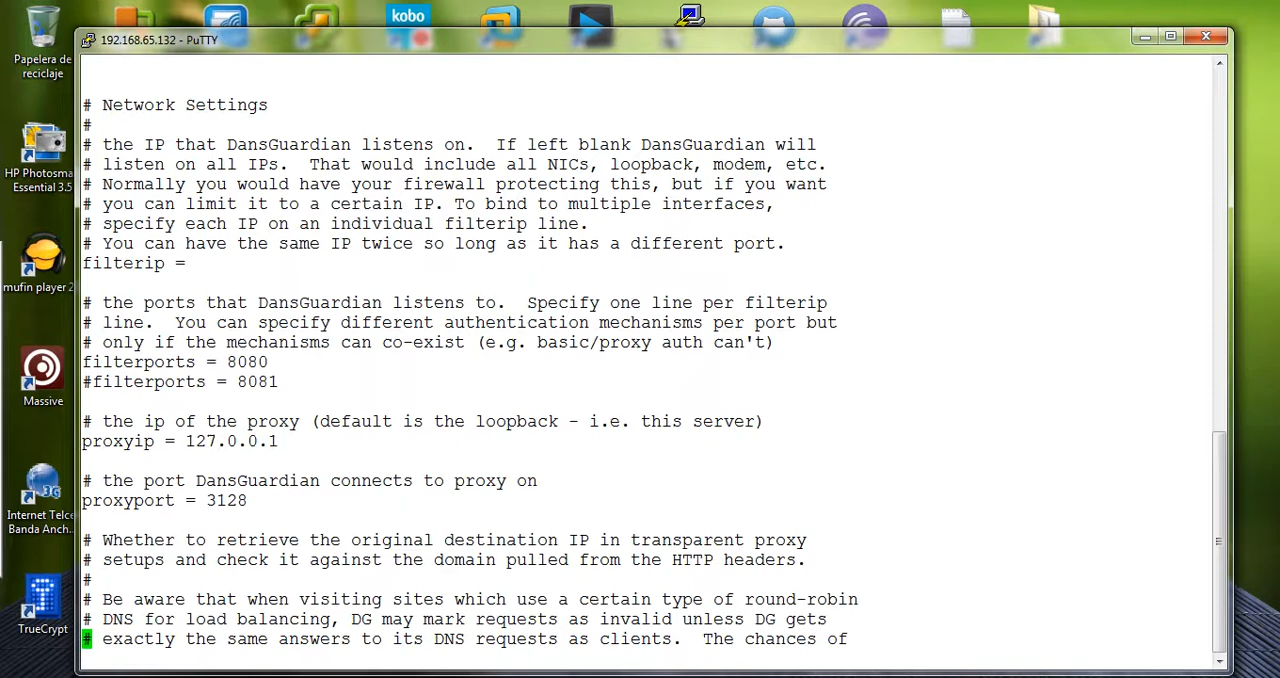 kobo
192.168.65.132 - PuTTY
Papelera de
reciclaje
HP Photosma
Essential 3.5
mufin player 2
Massive
Internet Telce
Banda Anch...
TrueCrypt
# Network Settings
#
# the IP that DansGuardian listens on.  If left blank DansGuardian will
# listen on all IPs.  That would include all NICs, loopback, modem, etc.
# Normally you would have your firewall protecting this, but if you want
# you can limit it to a certain IP. To bind to multiple interfaces,
# specify each IP on an individual filterip line.
# You can have the same IP twice so long as it has a different port.
filterip =
# the ports that DansGuardian listens to.  Specify one line per filterip
# line.  You can specify different authentication mechanisms per port but
# only if the mechanisms can co-exist (e.g. basic/proxy auth can't)
filterports = 8080
#filterports = 8081
# the ip of the proxy (default is the loopback - i.e. this server)
proxyip = 127.0.0.1
# the port DansGuardian connects to proxy on
proxyport = 3128
# Whether to retrieve the original destination IP in transparent proxy
# setups and check it against the domain pulled from the HTTP headers.
#
# Be aware that when visiting sites which use a certain type of round-robin
# DNS for load balancing, DG may mark requests as invalid unless DG gets
# exactly the same answers to its DNS requests as clients.  The chances of